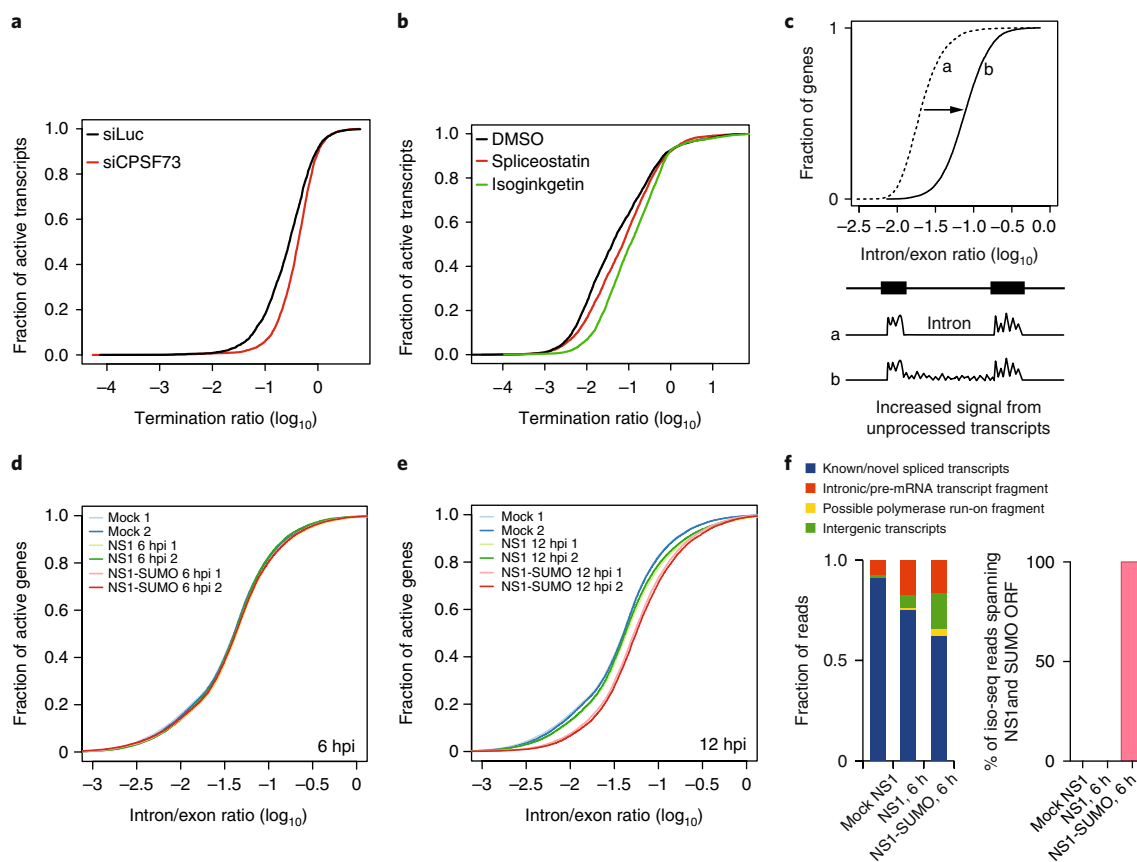 a
siLuc
siCPSF73
Fraction of active transcripts
1.0
0.8
0.6
0.4
0.2
0.0
−4
−3
−2
−1
0
Termination ratio (log10)
b
DMSO
Spliceostatin
Isoginkgetin
Fraction of active transcripts
1.0
0.8
0.6
0.4
0.2
0.0
−4
−3
−2
−1
0
1
Termination ratio (log10)
c
Fraction of genes
1
0
a
b
−2.5
−2.0
−1.5
−1.0
−0.5
0.0
Intron/exon ratio (log10)
a
Intron
b
Increased signal from
unprocessed transcripts
d
Mock 1
Mock 2
NS1 6 hpi 1
NS1 6 hpi 2
NS1-SUMO 6 hpi 1
NS1-SUMO 6 hpi 2
Fraction of active genes
1.0
0.8
0.6
0.4
0.2
0
6 hpi
−3
−2.5
−2
−1.5
−1
−0.5
0
Intron/exon ratio (log10)
e
Mock 1
Mock 2
NS1 12 hpi 1
NS1 12 hpi 2
NS1-SUMO 12 hpi 1
NS1-SUMO 12 hpi 2
Fraction of active genes
1.0
0.8
0.6
0.4
0.2
0
12 hpi
−3
−2.5
−2
−1.5
−1
−0.5
0
Intron/exon ratio (log10)
f
Known/novel spliced transcripts
Intronic/pre-mRNA transcript fragment
Possible polymerase run-on fragment
Intergenic transcripts
Fraction of reads
1.0
0.5
0
Mock NS1
NS1, 6 h
NS1-SUMO, 6 h
% of iso-seq reads spanning
NS1and SUMO ORF
100
50
0
Mock NS1
NS1, 6 h
NS1-SUMO, 6 h